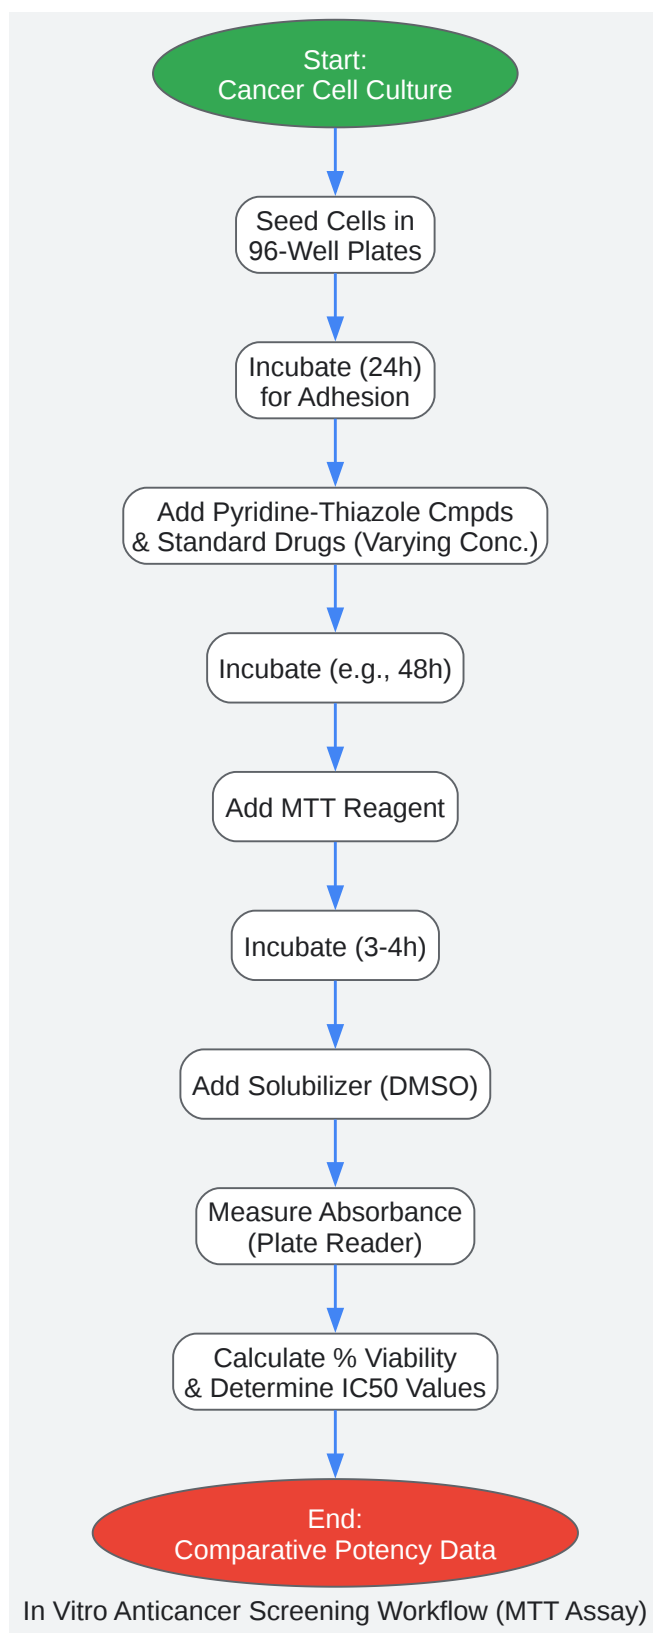 Start:
Cancer Cell Culture
Seed Cells in
96-Well Plates
Incubate (24h)
for Adhesion
Add Pyridine-Thiazole Cmpds
& Standard Drugs (Varying Conc.)
Incubate (e.g., 48h)
Add MTT Reagent
Incubate (3-4h)
Add Solubilizer (DMSO)
Measure Absorbance
(Plate Reader)
Calculate % Viability
& Determine IC50 Values
End:
Comparative Potency Data
In Vitro Anticancer Screening Workflow (MTT Assay)